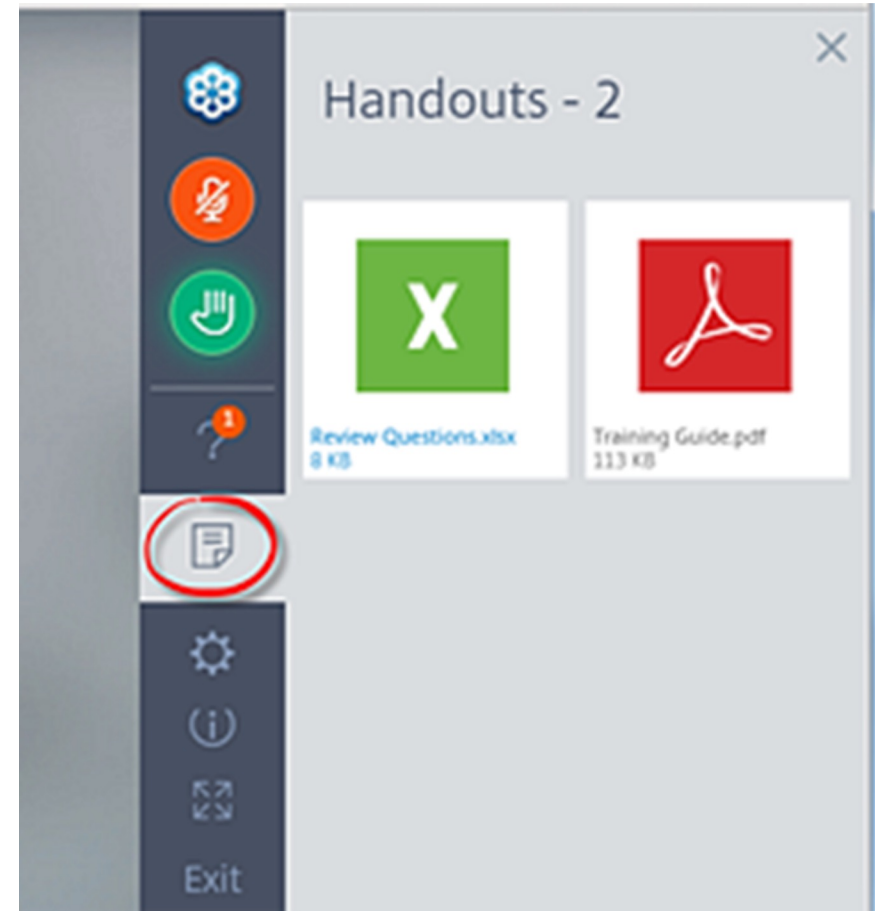 Handouts - 2
X
1
Review Questions.xlsx
8 KB
Training Guide.pdf
113 KB
Exit